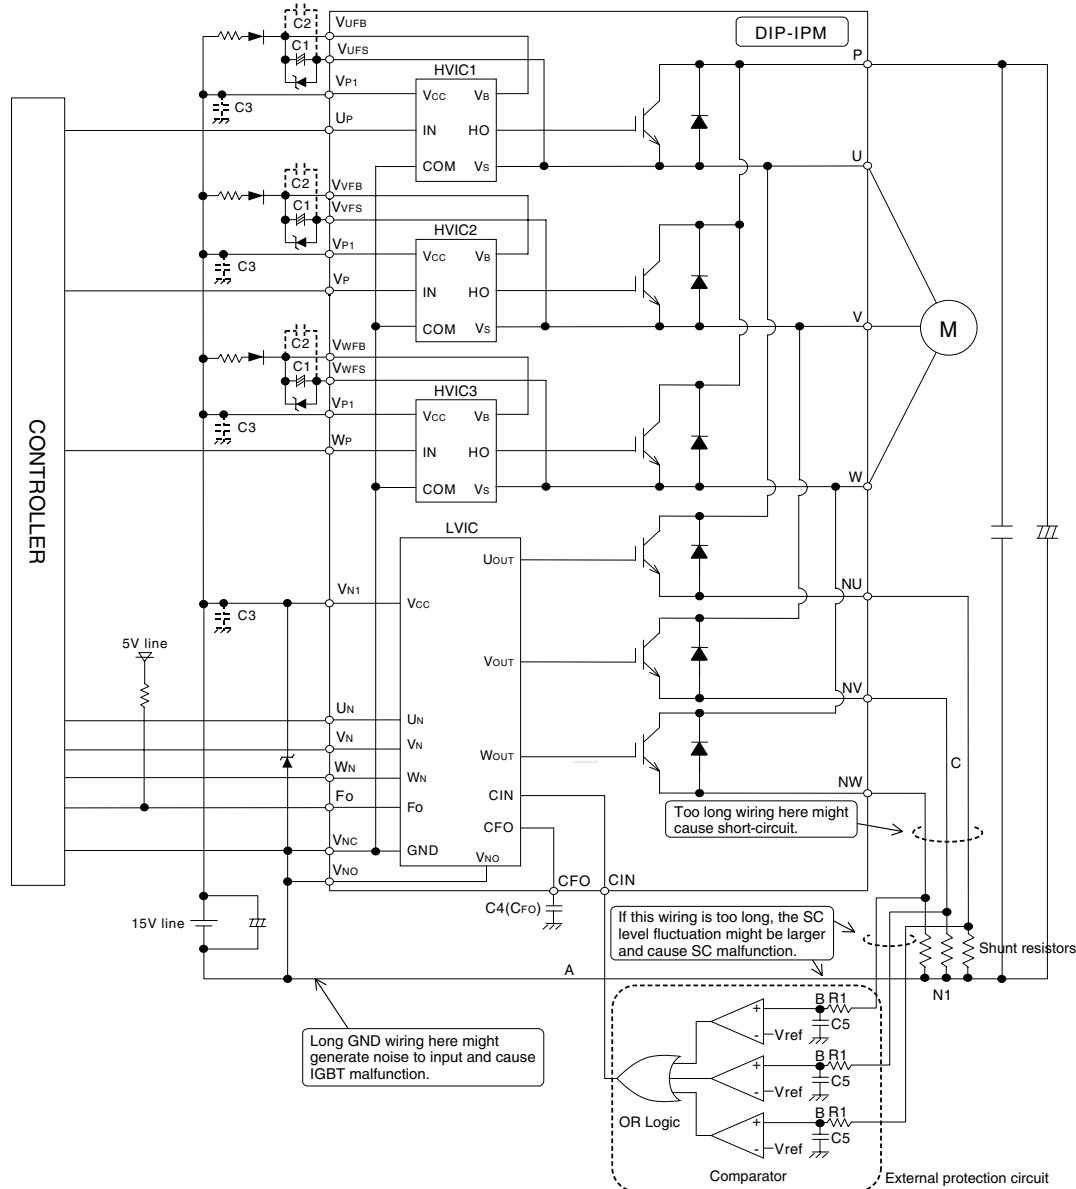 C2
VUFB
DIP-IPM
C1
VUFS
P
HVIC1
VP1
VCC
VB
C3
UP
IN
HO
COM
VS
U
C2
VVFB
C1
VVFS
HVIC2
VP1
VCC
VB
C3
VP
IN
HO
COM
VS
V
M
C2
VWFB
C1
VWFS
HVIC3
VP1
VCC
VB
C3
WP
IN
HO
COM
VS
W
CONTROLLER
LVIC
UOUT
NU
VN1
VCC
C3
5V line
VOUT
NV
UN
UN
VN
VN
WOUT
C
WN
WN
NW
CIN
FO
FO
Too long wiring here might
cause short-circuit.
CFO
VNC
GND
VNO
VNO
CFO
CIN
C4(CFO)
15V line
If this wiring is too long, the SC
level fluctuation might be larger
and cause SC malfunction.
Shunt resistors
A
N1
Long GND wiring here might
generate noise to input and cause
IGBT malfunction.
+
B
R1
-
Vref
C5
+
B
R1
-
Vref
C5
OR Logic
+
B
R1
-
Vref
C5
Comparator
External protection circuit